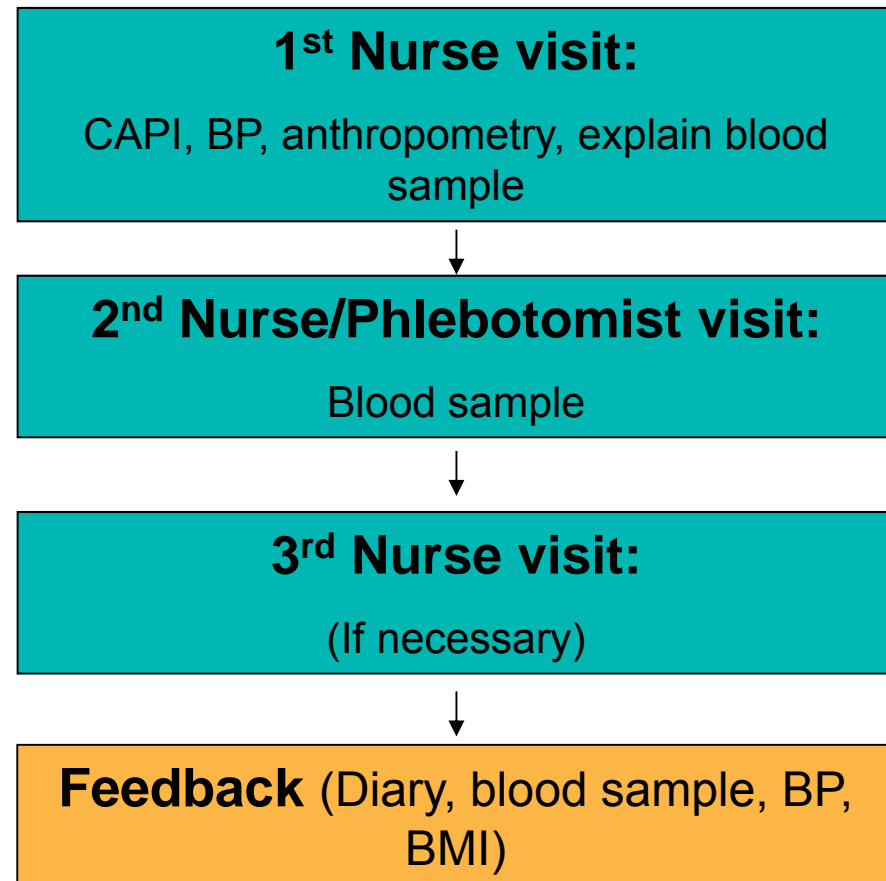 1st Nurse visit:
CAPI, BP, anthropometry, explain blood
sample
2nd Nurse/Phlebotomist visit:
Blood sample
3rd Nurse visit:
(If necessary)
Feedback (Diary, blood sample, BP,
BMI)